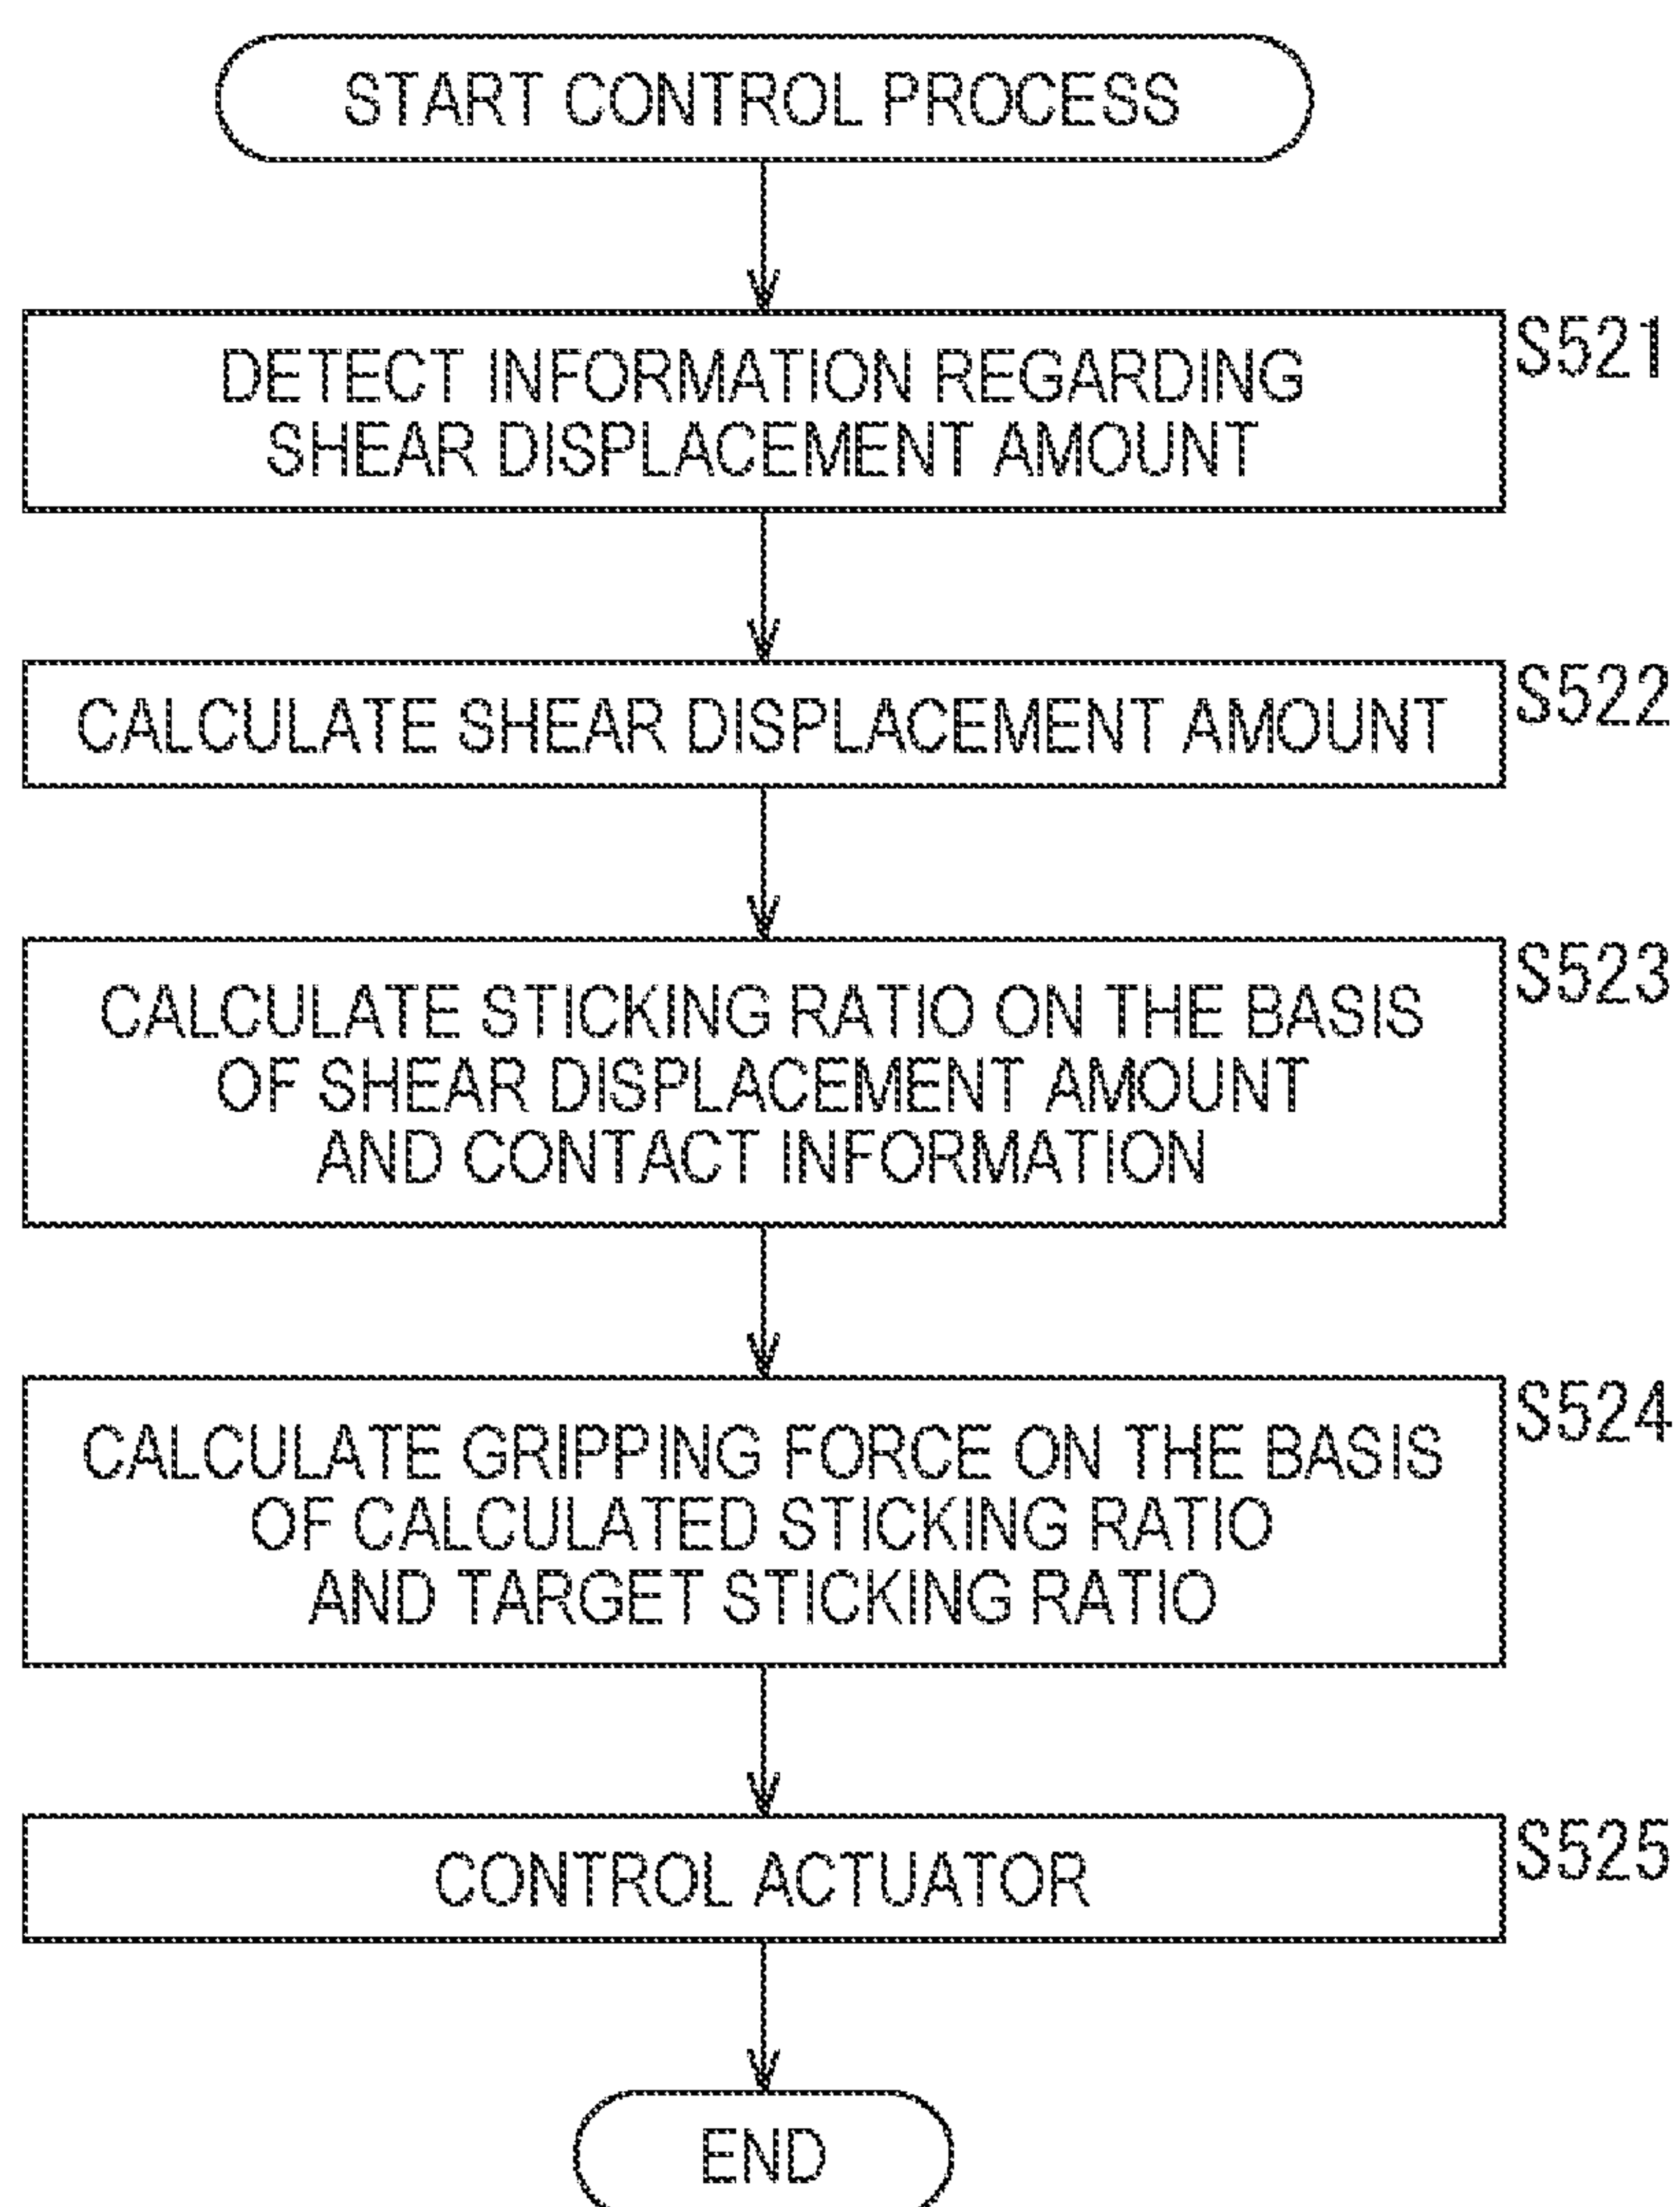 START CONTROL PROCESS
S521
DETECT INFORMATION REGARDING
SHEAR DISPLACEMENT AMOUNT
S522
CALCULATE SHEAR DISPLACEMENT AMOUNT
S523
CALCULATE STICKING RATIO ON THE BASIS
OF SHEAR DISPLACEMENT AMOUNT
AND CONTACT INFORMATION
S524
CALCULATE GRIPPING FORCE ON THE BASIS
OF CALCULATED STICKING RATIO
AND TARGET STICKING RATIO
S525
CONTROL ACTUATOR
END